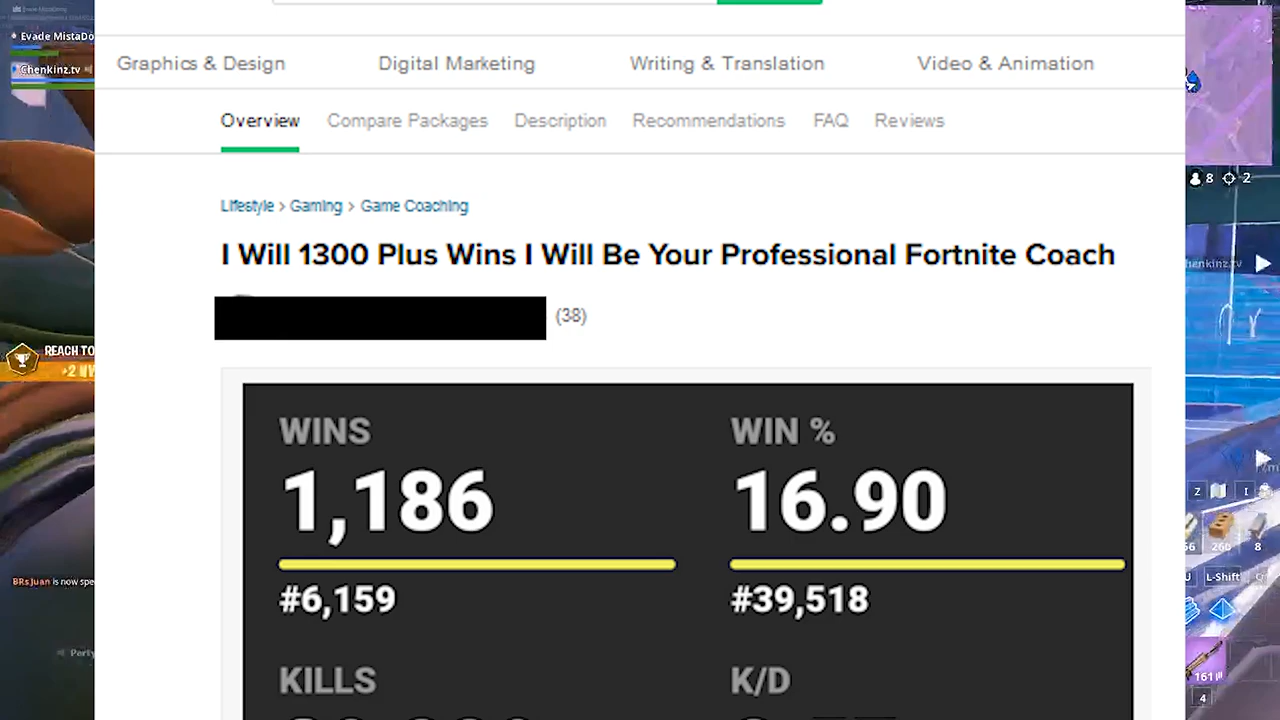 Evade MistaDo
Chenkinz.tv
Graphics & Design Digital Marketing Writing & Translation Video & Animation
Overview Compare Packages Description Recommendations FAQ Reviews
8 2
Lifestyle > Gaming > Game Coaching
I Will 1300 Plus Wins I Will Be Your Professional Fortnite Coach
henkinz.tv
(38)
REACH TO
+2
WINS WIN %
1,186 16.90
Z I
260 8
BRsJuan is now spe
L-Shift
#6,159 #39,518
Party
KILLS K/D
161
4